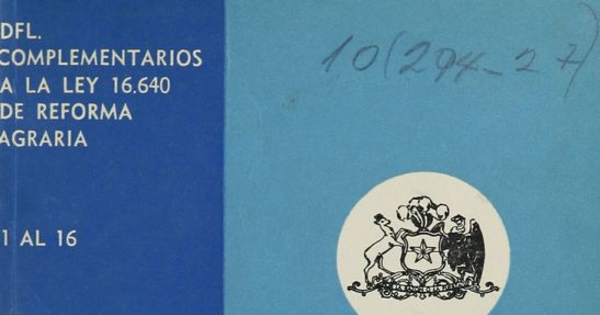 DFL.
COMPLEMENTARIOS
A LA LEY 16.640
DE REFORMA
AGRARIA
1 AL 16
10(294-27)